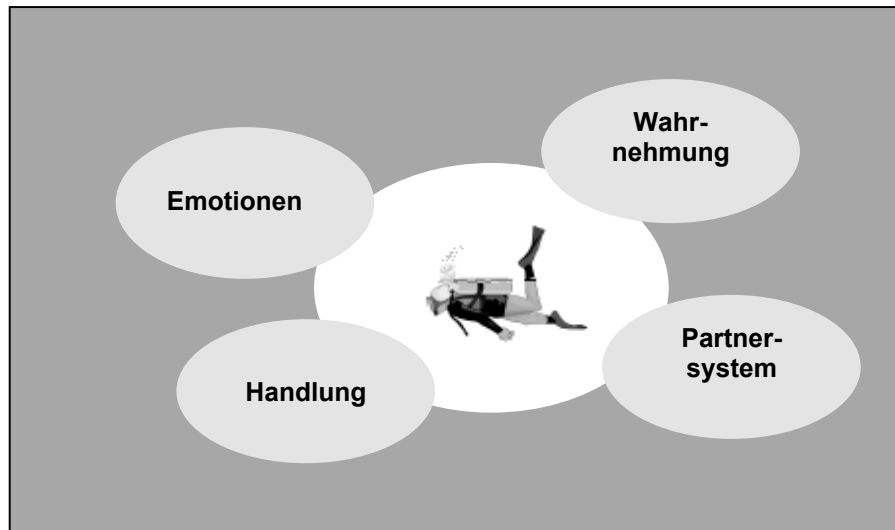 Wahr-
nehmung
Emotionen
Partner-
system
Handlung